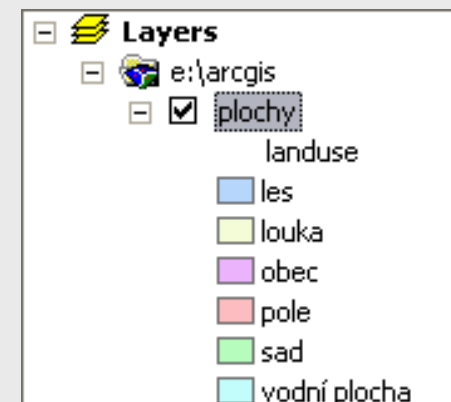 Layers
e:\arcgis
plochy
landuse
les
louka
obec
pole
sad
vodní plocha